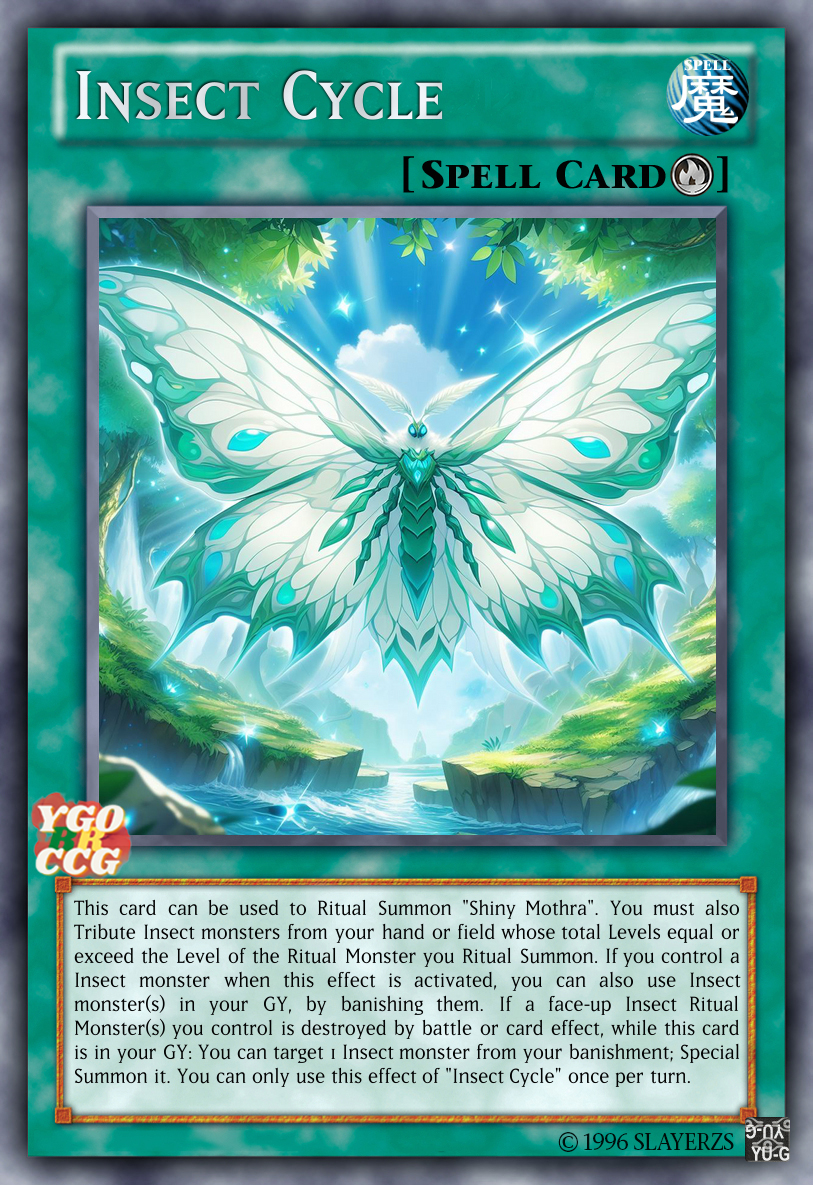 Insect Cycle
SPELL
魔
[Spell Card]
YGO
BR
CCG
This card can be used to Ritual Summon "Shiny Mothra". You must also
Tribute Insect monsters from your hand or field whose total Levels equal or
exceed the Level of the Ritual Monster you Ritual Summon. If you control a
Insect monster when this effect is activated, you can also use Insect
monster(s) in your GY, by banishing them. If a face-up Insect Ritual
Monster(s) you control is destroyed by battle or card effect, while this card
is in your GY: You can target 1 Insect monster from your banishment; Special
Summon it. You can only use this effect of "Insect Cycle" once per turn.
© 1996 SLAYERZS
YU-G